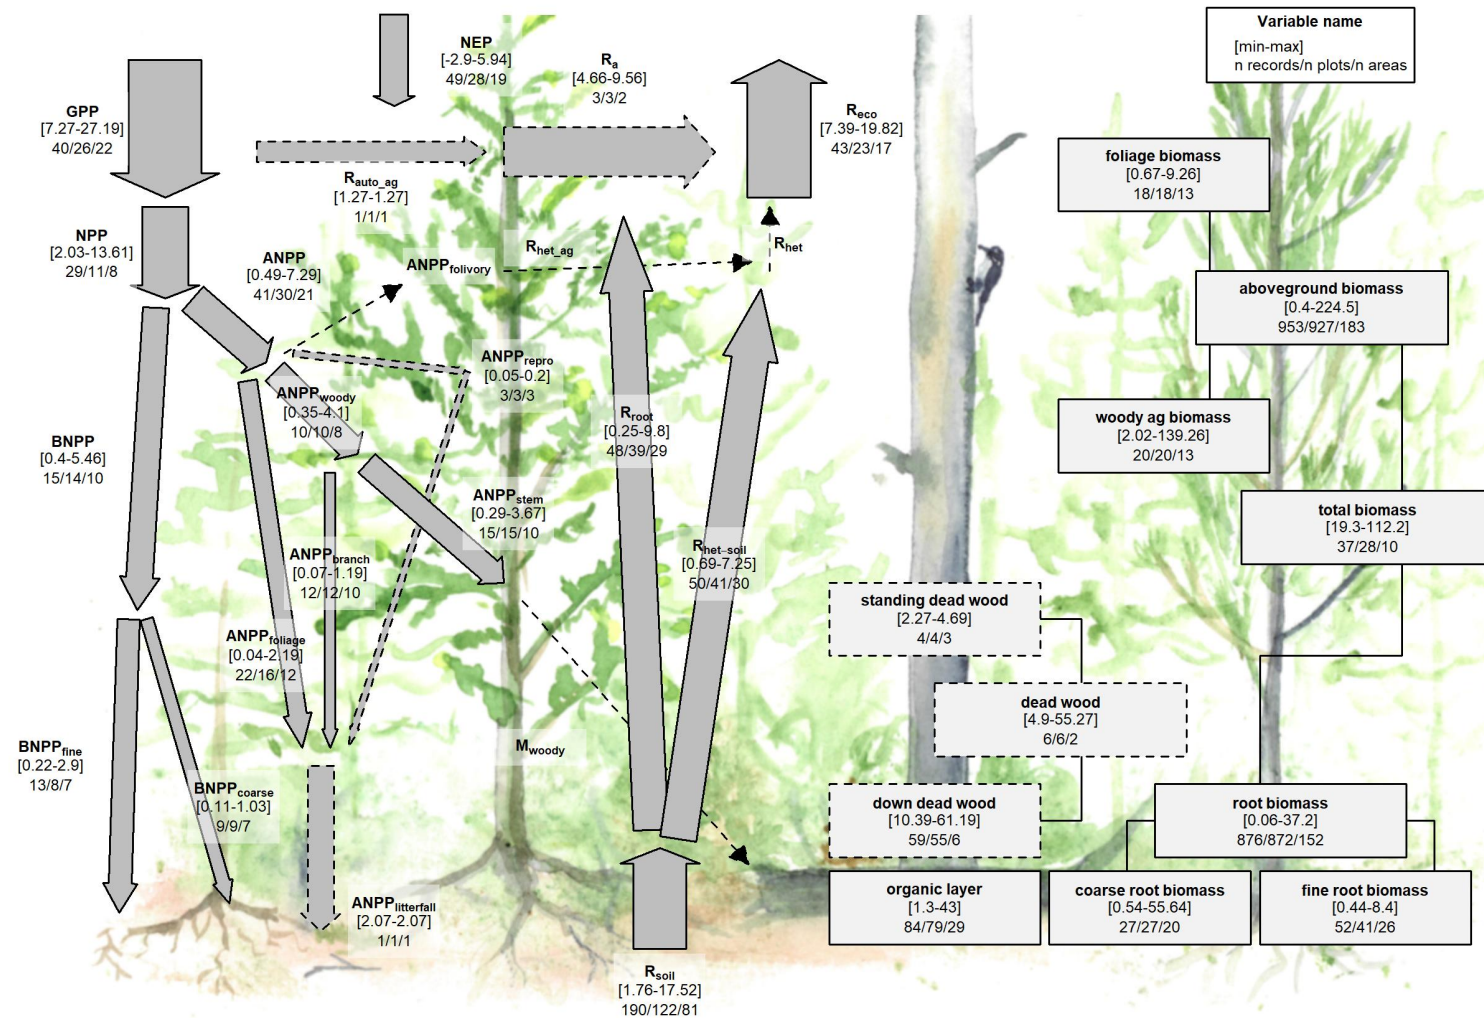 Variable name
[min-max]
n records/n plots/n areas
NEP
[-2.9-5.94]
49/28/19
Ra
[4.66-9.56]
3/3/2
GPP
[7.27-27.19]
40/26/22
Reco
[7.39-19.82]
43/23/17
Rauto_ag
[1.27-1.27]
1/1/1
NPP
[2.03-13.61]
29/11/8
ANPP
[0.49-7.29]
41/30/21
ANPPfolivory
Rhet_ag
Rhet
ANPPrepro
[0.05-0.2]
3/3/3
ANPPwoody
[0.35-4.1]
10/10/8
Rroot
[0.25-9.8]
48/39/29
BNPP
[0.4-5.46]
15/14/10
ANPPstem
[0.29-3.67]
15/15/10
ANPPbranch
[0.07-1.19]
12/12/10
Rhet-soil
[0.69-7.25]
50/41/30
ANPPfoliage
[0.04-2.19]
22/16/12
Mwoody
BNPPfine
[0.22-2.9]
13/8/7
BNPPcoarse
[0.11-1.03]
9/9/7
ANPPlitterfall
[2.07-2.07]
1/1/1
Rsoil
[1.76-17.52]
190/122/81
foliage biomass
[0.67-9.26]
18/18/13
aboveground biomass
[0.4-224.5]
953/927/183
woody ag biomass
[2.02-139.26]
20/20/13
total biomass
[19.3-112.2]
37/28/10
standing dead wood
[2.27-4.69]
4/4/3
dead wood
[4.9-55.27]
6/6/2
down dead wood
[10.39-61.19]
59/55/6
root biomass
[0.06-37.2]
876/872/152
organic layer
[1.3-43]
84/79/29
coarse root biomass
[0.54-55.64]
27/27/20
fine root biomass
[0.44-8.4]
52/41/26